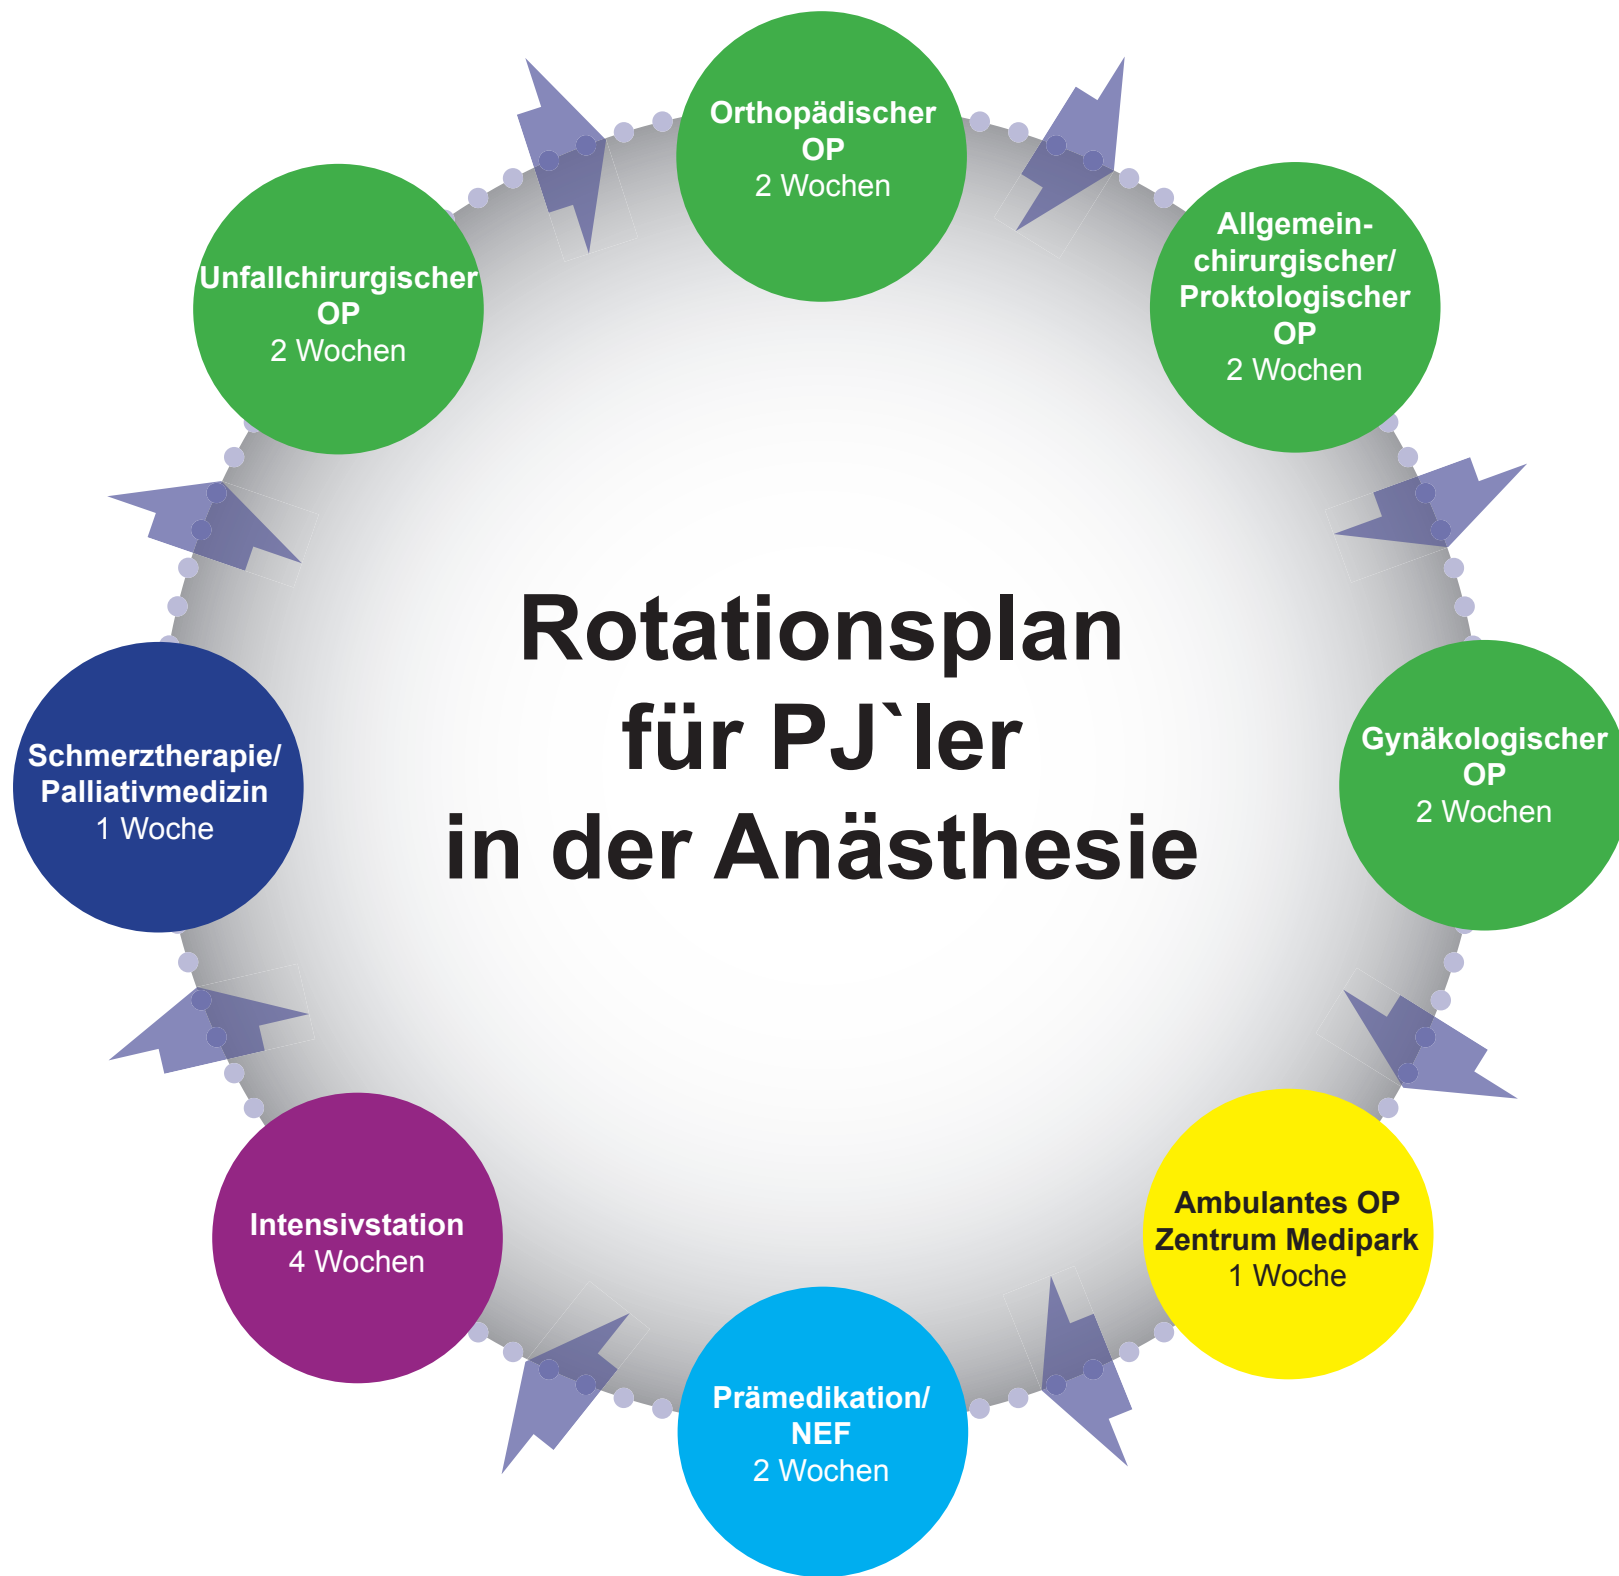 Orthopädischer
OP
2 Wochen
Allgemein-
chirurgischer/
Proktologischer
OP
2 Wochen
Gynäkologischer
OP
2 Wochen
Ambulantes OP
Zentrum Medipark
1 Woche
Prämedikation/
NEF
2 Wochen
Intensivstation
4 Wochen
Schmerztherapie/
Palliativmedizin
1 Woche
Unfallchirurgischer
OP
2 Wochen
Rotationsplan
für PJ`ler
in der Anästhesie